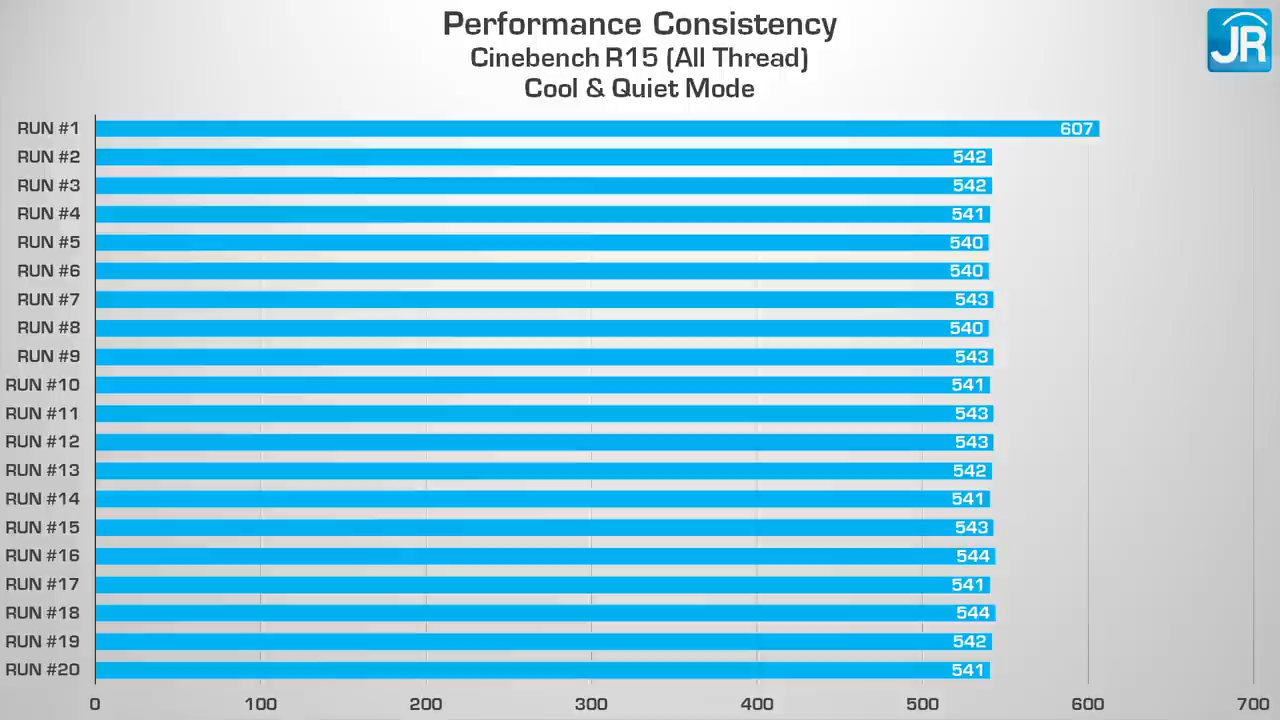 Performance Consistency
Cinebench R15 (All Thread)
Cool & Quiet Mode
JR
RUN #1 607
RUN #2 542
RUN #3 542
RUN #4 541
RUN #5 540
RUN #6 540
RUN #7 543
RUN #8 540
RUN #9 543
RUN #10 541
RUN #11 543
RUN #12 543
RUN #13 542
RUN #14 541
RUN #15 543
RUN #16 544
RUN #17 541
RUN #18 544
RUN #19 542
RUN #20 541
0 100 200 300 400 500 600 700